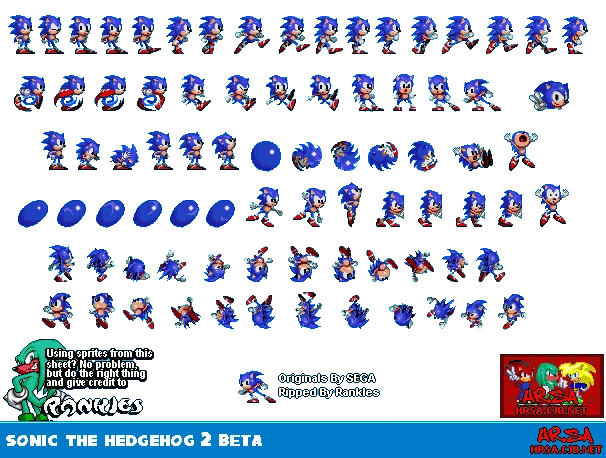 Using sprites from this
sheet? No problem,
but do the right thing
and give credit to
RANKLES
Originals By SEGA
Ripped By Rankles
HRSA
HRSA.CJB.NET
SONIC THE HEDGEHOG 2 BETA
HRSA
HRSA.CJB.NET